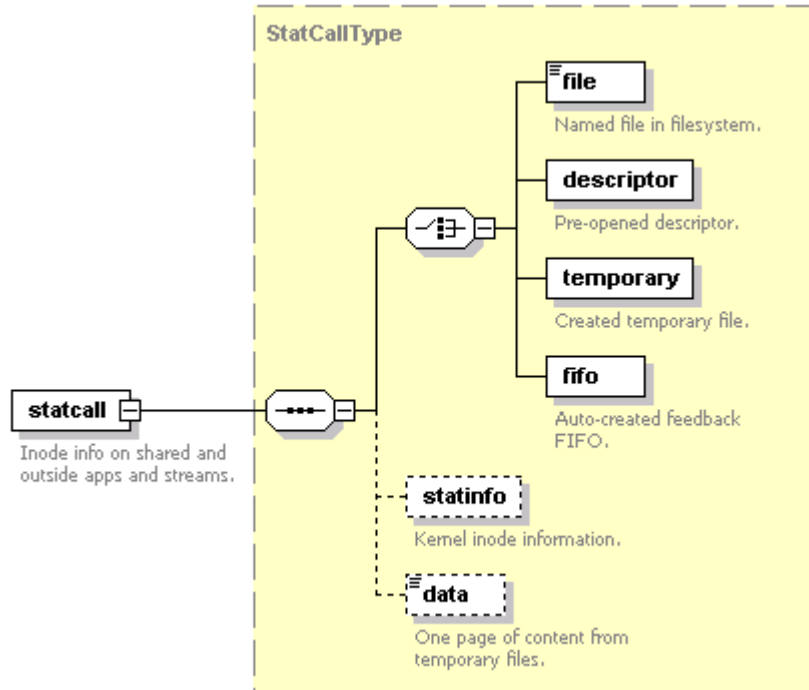 StatCallType
file
Named file in filesystem.
descriptor
Pre-opened descriptor.
temporary
Created temporary file.
fifo
Auto-created feedback
FIFO.
statcall
Inode info on shared and
outside apps and streams.
statinfo
Kernel inode information.
data
One page of content from
temporary files.